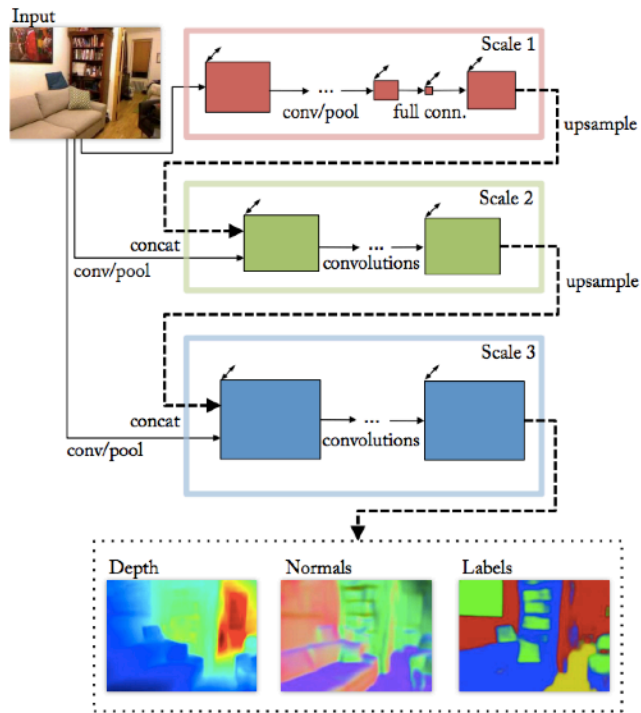 Input
Scale 1
...
conv/pool
full conn.
upsample
Scale 2
concat
...
convolutions
conv/pool
upsample
Scale 3
concat
...
convolutions
conv/pool
Depth
Normals
Labels